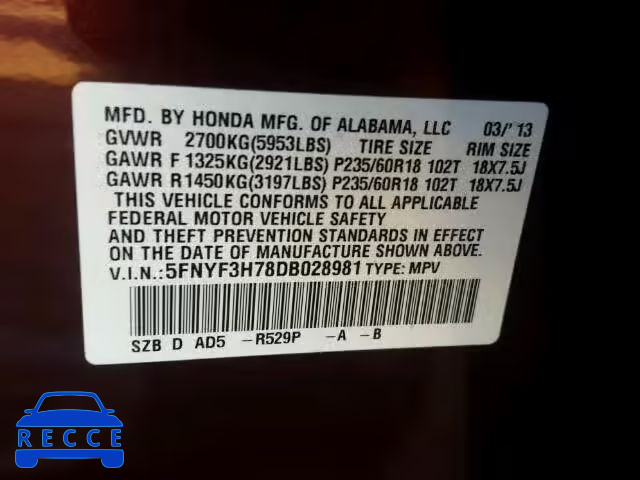 MFD. BY HONDA MFG. OF ALABAMA, LLC 03/'13
GVWR 2700KG(5953LBS) TIRE SIZE RIM SIZE
GAWR F 1325KG(2921LBS) P235/60R18 102T 18X7.5J
GAWR R1450KG(3197LBS) P235/60R18 102T 18X7.5J
THIS VEHICLE CONFORMS TO ALL APPLICABLE
FEDERAL MOTOR VEHICLE SAFETY
AND THEFT PREVENTION STANDARDS IN EFFECT
ON THE DATE OF MANUFACTURE SHOWN ABOVE.
V.I.N.:5FNYF3H78DB028981 TYPE: MPV
SZB D AD5 -R529P -A -B